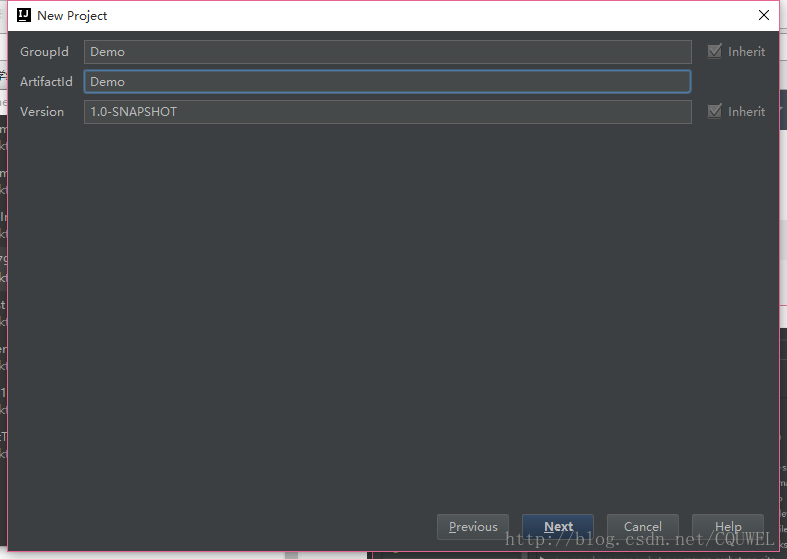 New Project
GroupId Demo Inherit
ArtifactId Demo
Version 1.0-SNAPSHOT Inherit
Previous Next Cancel Help
http://blog.csdn.net/CQUWEL